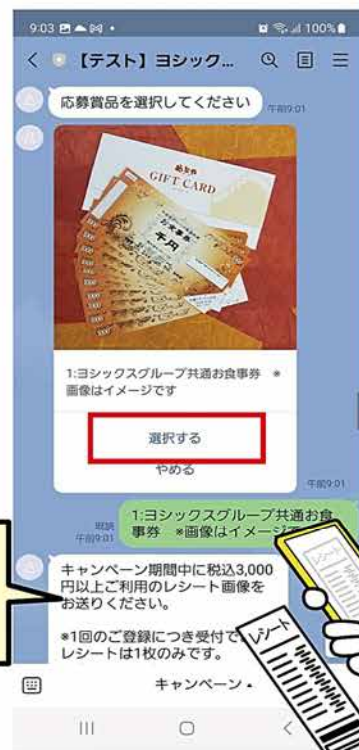 9:03
100%
【テスト】ヨシック...
応募賞品を選択してください
午前9:01
GIFT CARD
お食事券
千円
1:ヨシックスグループ共通お食事券 *
画像はイメージです
選択する
やめる
午前9:01
既読
午前9:01
1:ヨシックスグループ共通お食
事券 *画像はイメージで
キャンペーン期間中に税込3,000
円以上ご利用のレシート画像を
お送りください。
*1回のご登録につき受付で
レシートは1枚のみです。
レシート
シート
キャンペーン